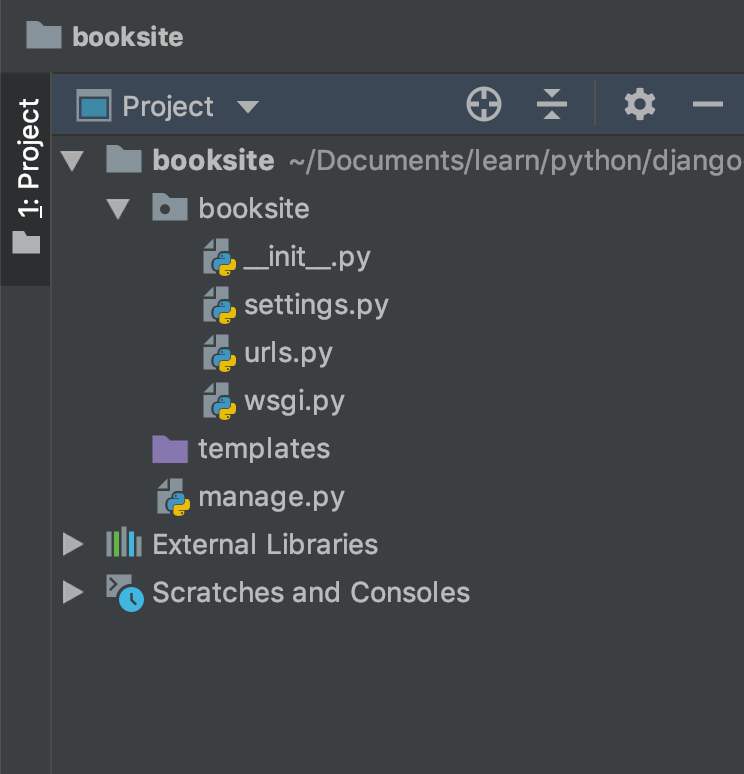 booksite
1: Project
Project
booksite ~/Documents/learn/python/django
booksite
__init__.py
settings.py
urls.py
wsgi.py
templates
manage.py
External Libraries
Scratches and Consoles